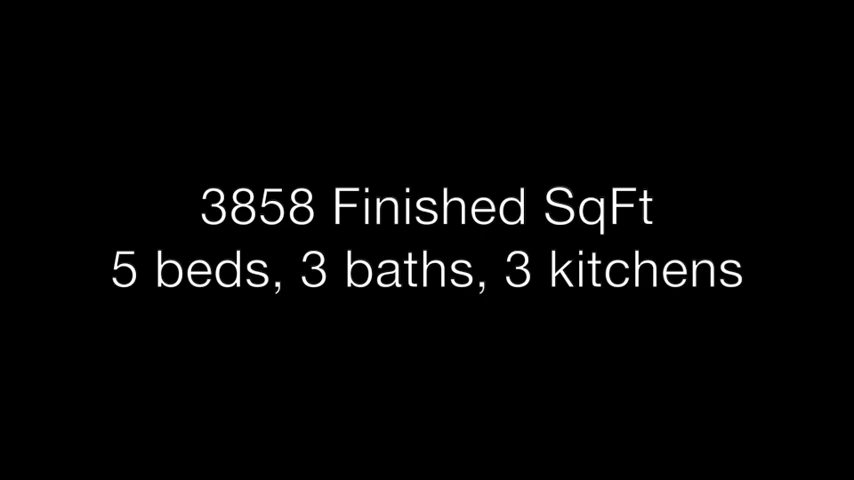 3858 Finished SqFt
5 beds, 3 baths, 3 kitchens